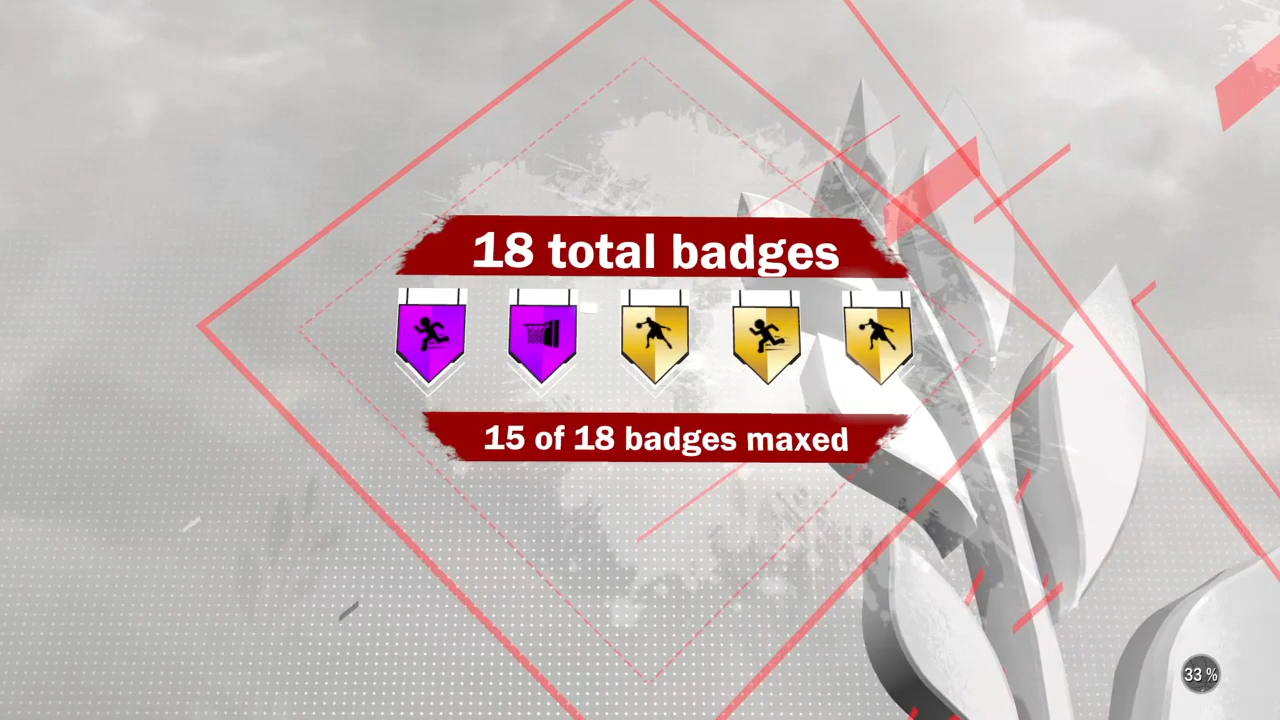 18 total badges
15 of 18 badges maxed
33 %